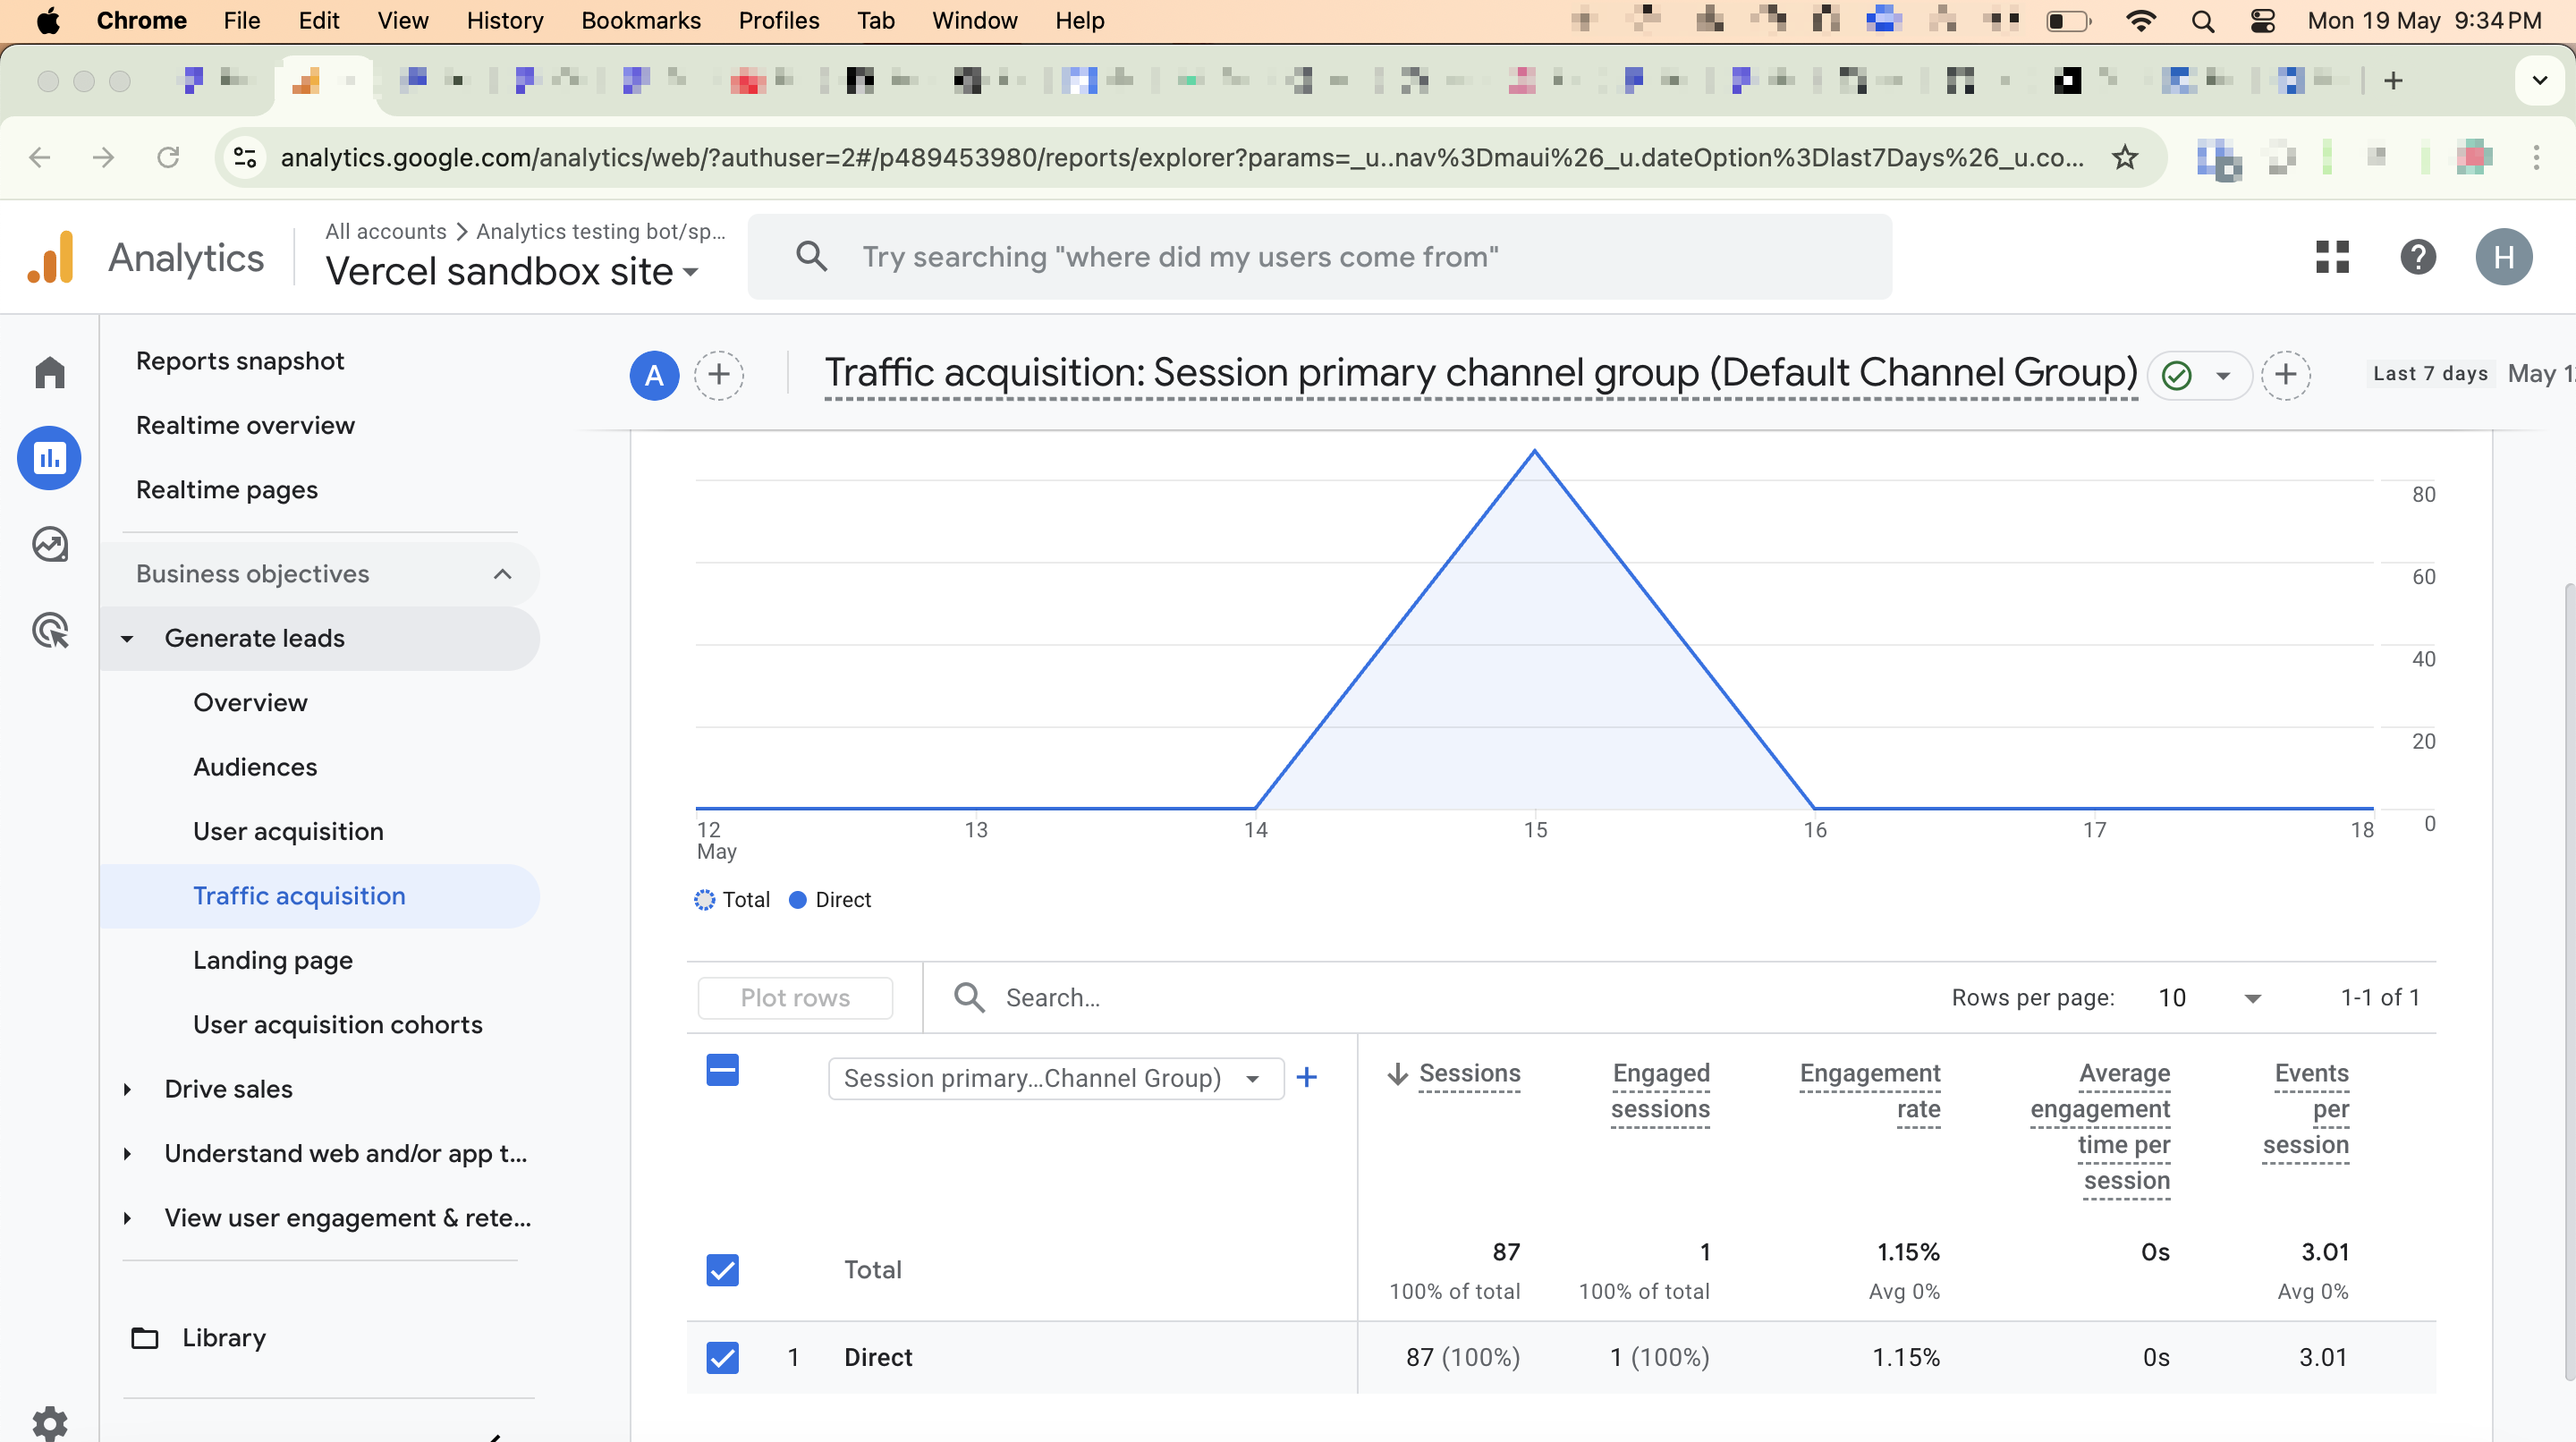 Chrome File Edit View History Bookmarks Profiles Tab Window Help Mon 19 May 9:34 PM
analytics.google.com/analytics/web/?authuser=2#/p489453980/reports/explorer?params=_u..nav%3Dmaui%26_u.dateOption%3Dlast7Days%26_u.co...
Analytics
All accounts > Analytics testing bot/sp...
Vercel sandbox site
Try searching "where did my users come from"
H
Reports snapshot
Realtime overview
Realtime pages
Business objectives
Generate leads
Overview
Audiences
User acquisition
Traffic acquisition
Landing page
User acquisition cohorts
Drive sales
Understand web and/or app t...
View user engagement & rete...
Library
A
Traffic acquisition: Session primary channel group (Default Channel Group)
Last 7 days May 1
80
60
40
20
0
12 13 14 15 16 17 18
May
Total Direct
Plot rows Search... Rows per page: 10 1-1 of 1
Session primary...Channel Group) +
Sessions
Engaged
sessions
Engagement
rate
Average
engagement
time per
session
Events
per
session
Total
87 1 1.15% 0s 3.01
100% of total 100% of total Avg 0% Avg 0%
1 Direct 87 (100%) 1 (100%) 1.15% 0s 3.01